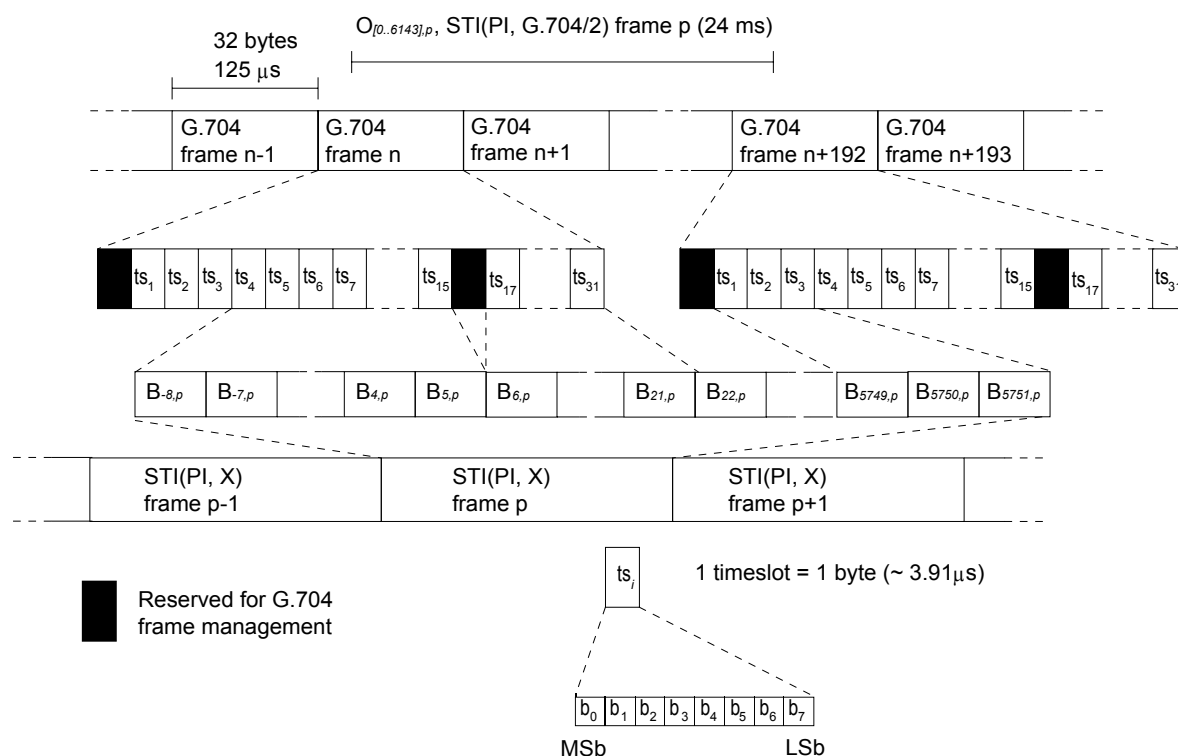 O[0..6143],p, STI(PI, G.704/2) frame p (24 ms)
32 bytes
125 μs
G.704 frame n-1
G.704 frame n
G.704 frame n+1
G.704 frame n+192
G.704 frame n+193
ts1 ts2 ts3 ts4 ts5 ts6 ts7 ts15 ts17 ts31
ts1 ts2 ts3 ts4 ts5 ts6 ts7 ts15 ts17 ts31
B-8,p B-7,p B4,p B5,p B6,p B21,p B22,p B5749,p B5750,p B5751,p
STI(PI, X) frame p-1
STI(PI, X) frame p
STI(PI, X) frame p+1
tsi
1 timeslot = 1 byte (~ 3.91μs)
Reserved for G.704
frame management
b0 b1 b2 b3 b4 b5 b6 b7
MSb LSb